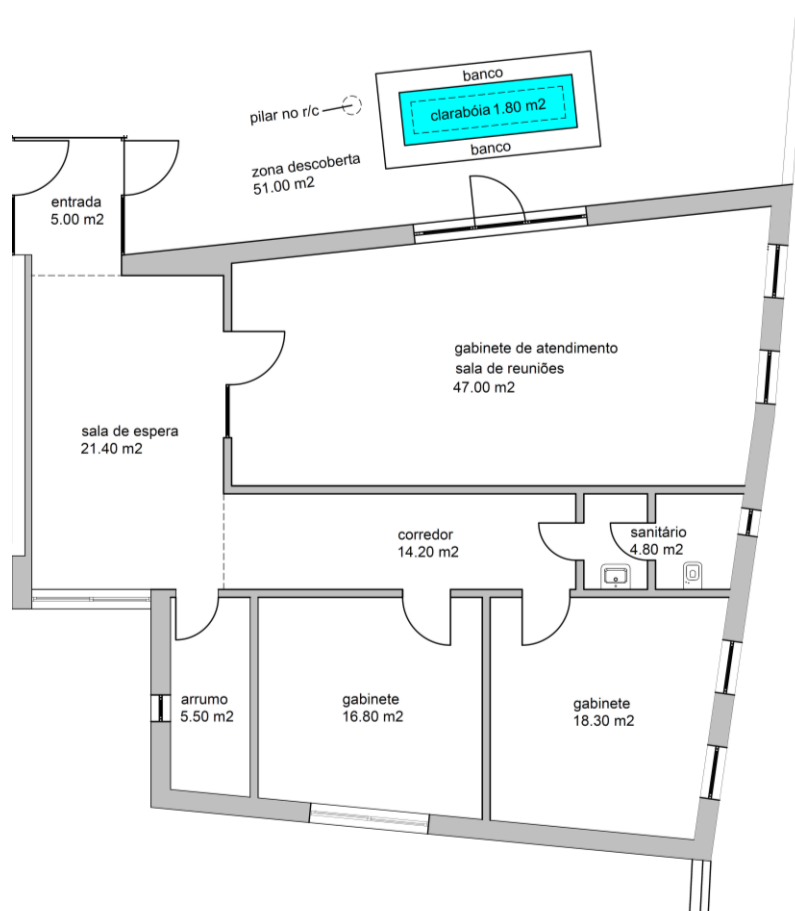 banco
clarabóia 1.80 m2
banco
pilar no r/c
zona descoberta
51.00 m2
entrada
5.00 m2
gabinete de atendimento
sala de reuniões
47.00 m2
sala de espera
21.40 m2
corredor
14.20 m2
sanitário
4.80 m2
arrumo
5.50 m2
gabinete
16.80 m2
gabinete
18.30 m2